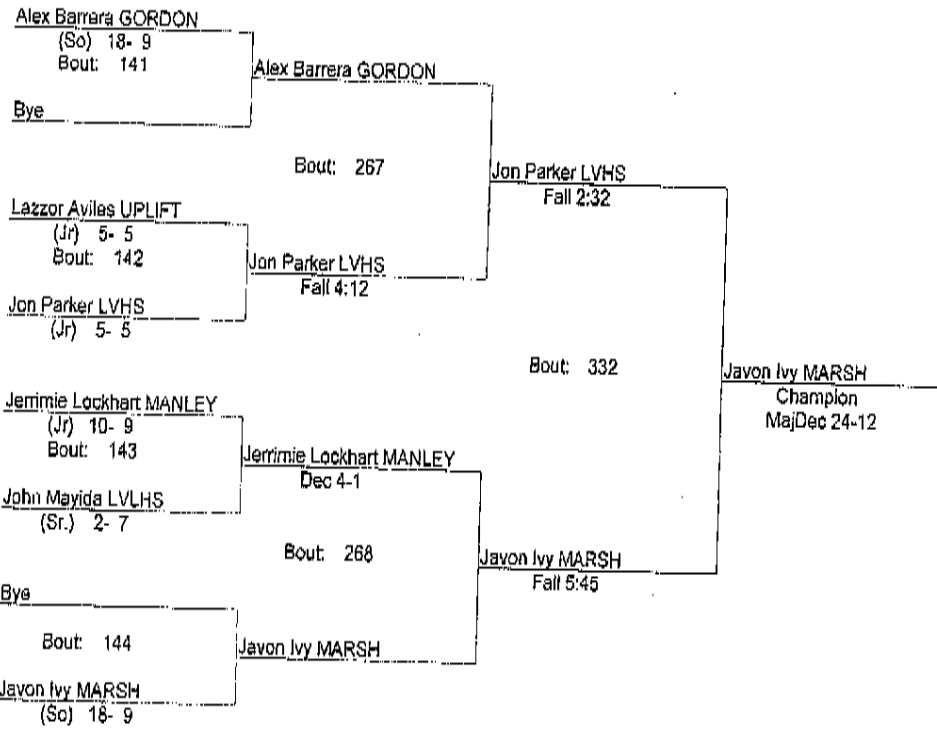 Alex Barrera GORDON
(So) 18- 9
Bout: 141
Alex Barrera GORDON
Bye
Bout: 267
Jon Parker LVHS
Fall 2:32
Lazzor Aviles UPLIFT
(Jr) 5- 5
Bout: 142
Jon Parker LVHS
Fall 4:12
Jon Parker LVHS
(Jr) 5- 5
Bout: 332
Javon Ivy MARSH
Champion
MajDec 24-12
Jerrimie Lockhart MANLEY
(Jr) 10- 9
Bout: 143
Jerrimie Lockhart MANLEY
Dec 4-1
John Mayida LVLHS
(Sr.) 2- 7
Bout: 268
Javon Ivy MARSH
Fall 5:45
Bye
Bout: 144
Javon Ivy MARSH
Javon Ivy MARSH
(So) 18- 9